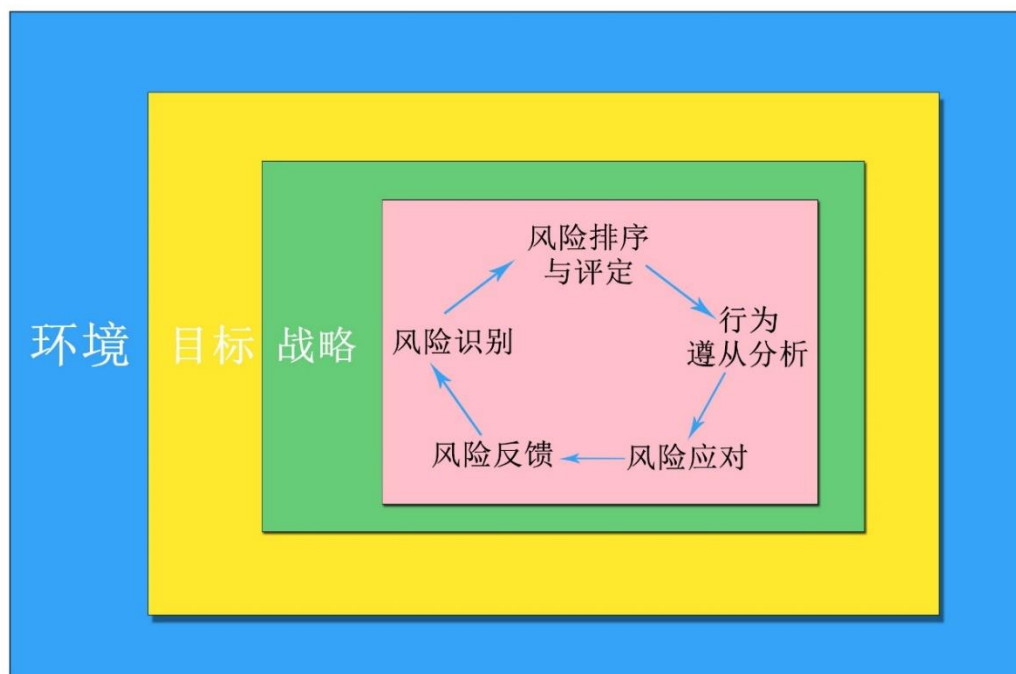 环境
目标
战略
风险排序
与评定
行为
遵从分析
风险应对
风险反馈
风险识别